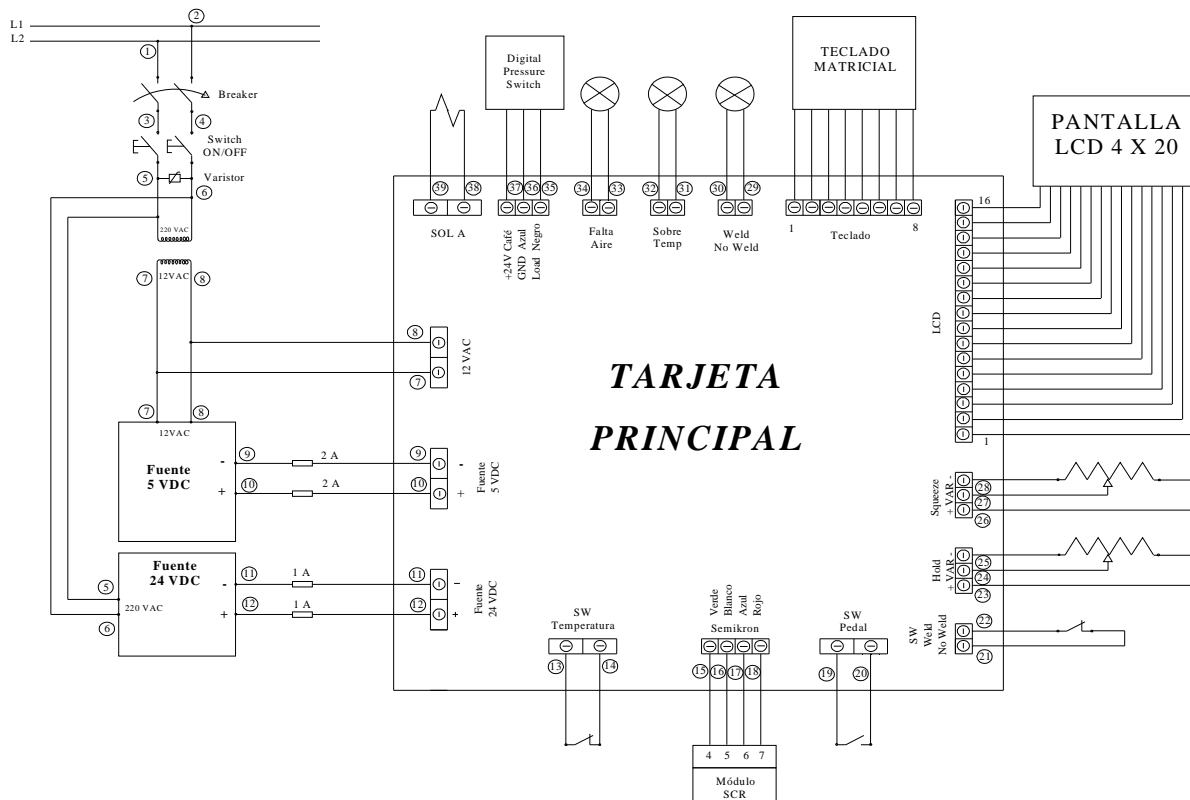 L1
L2
2
1
Breaker
3
4
Switch
ON/OFF
5
Varistor
6
220 VAC
12VAC
7
8
7
8
12VAC
Fuente
5 VDC
-
+
9
10
2 A
2 A
9
10
-
+
Fuente
5 VDC
8
7
12 VAC
Fuente
24 VDC
5
6
220 VAC
-
+
11
12
1 A
1 A
11
12
-
+
Fuente
24 VDC
39
38
SOL A
Digital
Pressure
Switch
37
36
35
+24V Café
GND Azul
Load Negro
34
33
Falta
Aire
32
31
Sobre
Temp
30
29
Weld
No Weld
TECLADO
MATRICIAL
1
8
Teclado
PANTALLA
LCD 4 X 20
16
LCD
1
TARJETA
PRINCIPAL
Squeeze
+ VAR -
28
27
26
Hold
+ VAR -
25
24
23
SW
Weld
No Weld
22
21
SW
Temperatura
13
14
Verde
Blanco
Azul
Rojo
Semikron
15
16
17
18
4
5
6
7
Módulo
SCR
SW
Pedal
19
20